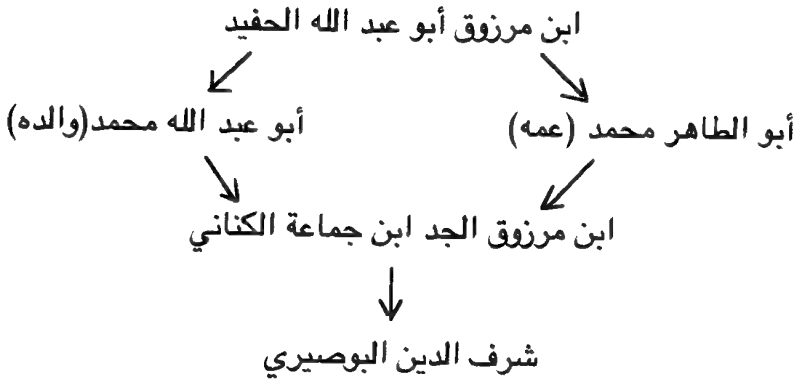 ابن مرزوق أبو عبد الله الحفيد
أبو الطاهر محمد (عمه)
أبو عبد الله محمد(والده)
ابن مرزوق الجد ابن جماعة الكناني
شرف الدين البوصيري